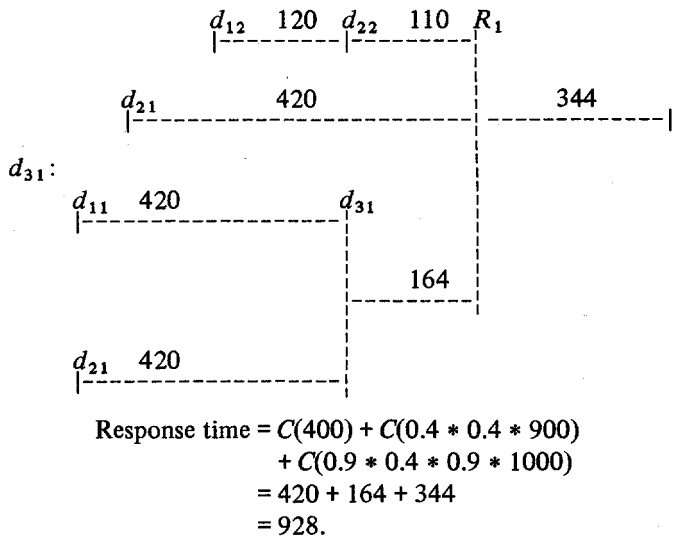 d₁₂ 120 d₂₂ 110 R₁
d₂₁ 420 344
d₃₁:
d₁₁ 420 d₃₁
164
d₂₁ 420
Response time = C(400) + C(0.4 * 0.4 * 900)
+ C(0.9 * 0.4 * 0.9 * 1000)
= 420 + 164 + 344
= 928.